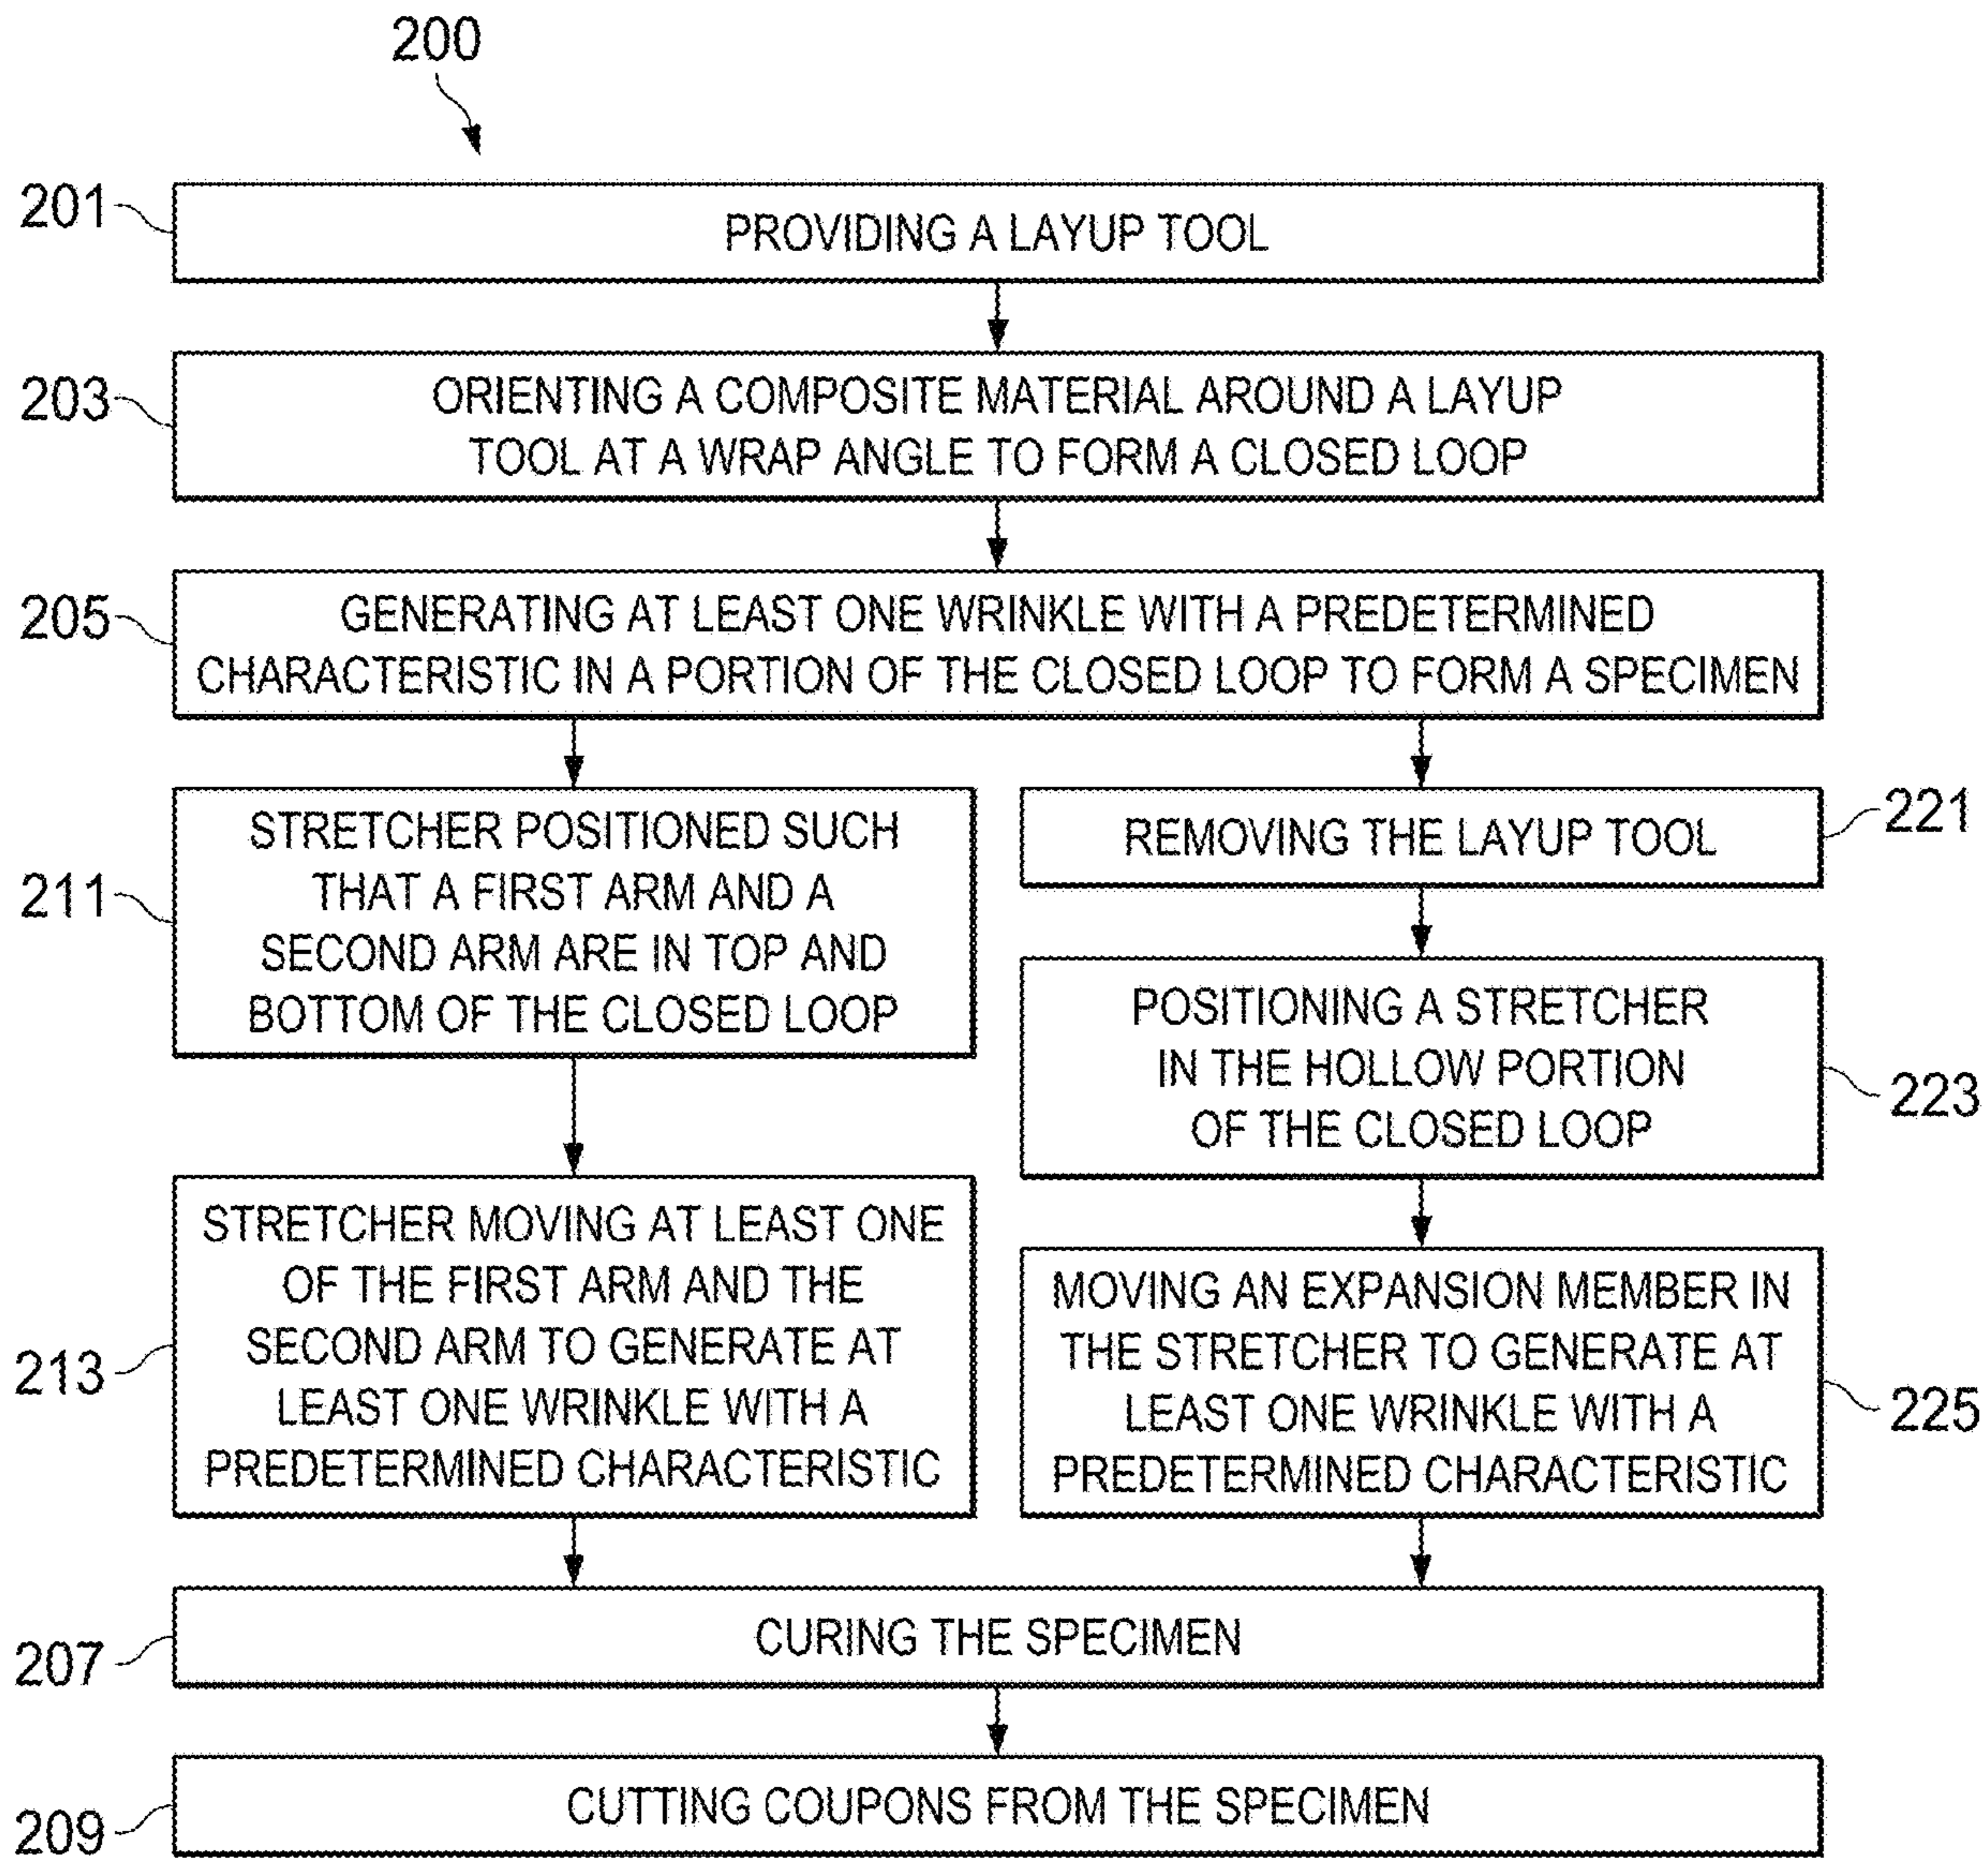 200
201
PROVIDING A LAYUP TOOL
203
ORIENTING A COMPOSITE MATERIAL AROUND A LAYUP
TOOL AT A WRAP ANGLE TO FORM A CLOSED LOOP
205
GENERATING AT LEAST ONE WRINKLE WITH A PREDETERMINED
CHARACTERISTIC IN A PORTION OF THE CLOSED LOOP TO FORM A SPECIMEN
211
STRETCHER POSITIONED SUCH
THAT A FIRST ARM AND A
SECOND ARM ARE IN TOP AND
BOTTOM OF THE CLOSED LOOP
213
STRETCHER MOVING AT LEAST ONE
OF THE FIRST ARM AND THE
SECOND ARM TO GENERATE AT
LEAST ONE WRINKLE WITH A
PREDETERMINED CHARACTERISTIC
REMOVING THE LAYUP TOOL
221
POSITIONING A STRETCHER
IN THE HOLLOW PORTION
OF THE CLOSED LOOP
223
MOVING AN EXPANSION MEMBER IN
THE STRETCHER TO GENERATE AT
LEAST ONE WRINKLE WITH A
PREDETERMINED CHARACTERISTIC
225
207
CURING THE SPECIMEN
209
CUTTING COUPONS FROM THE SPECIMEN